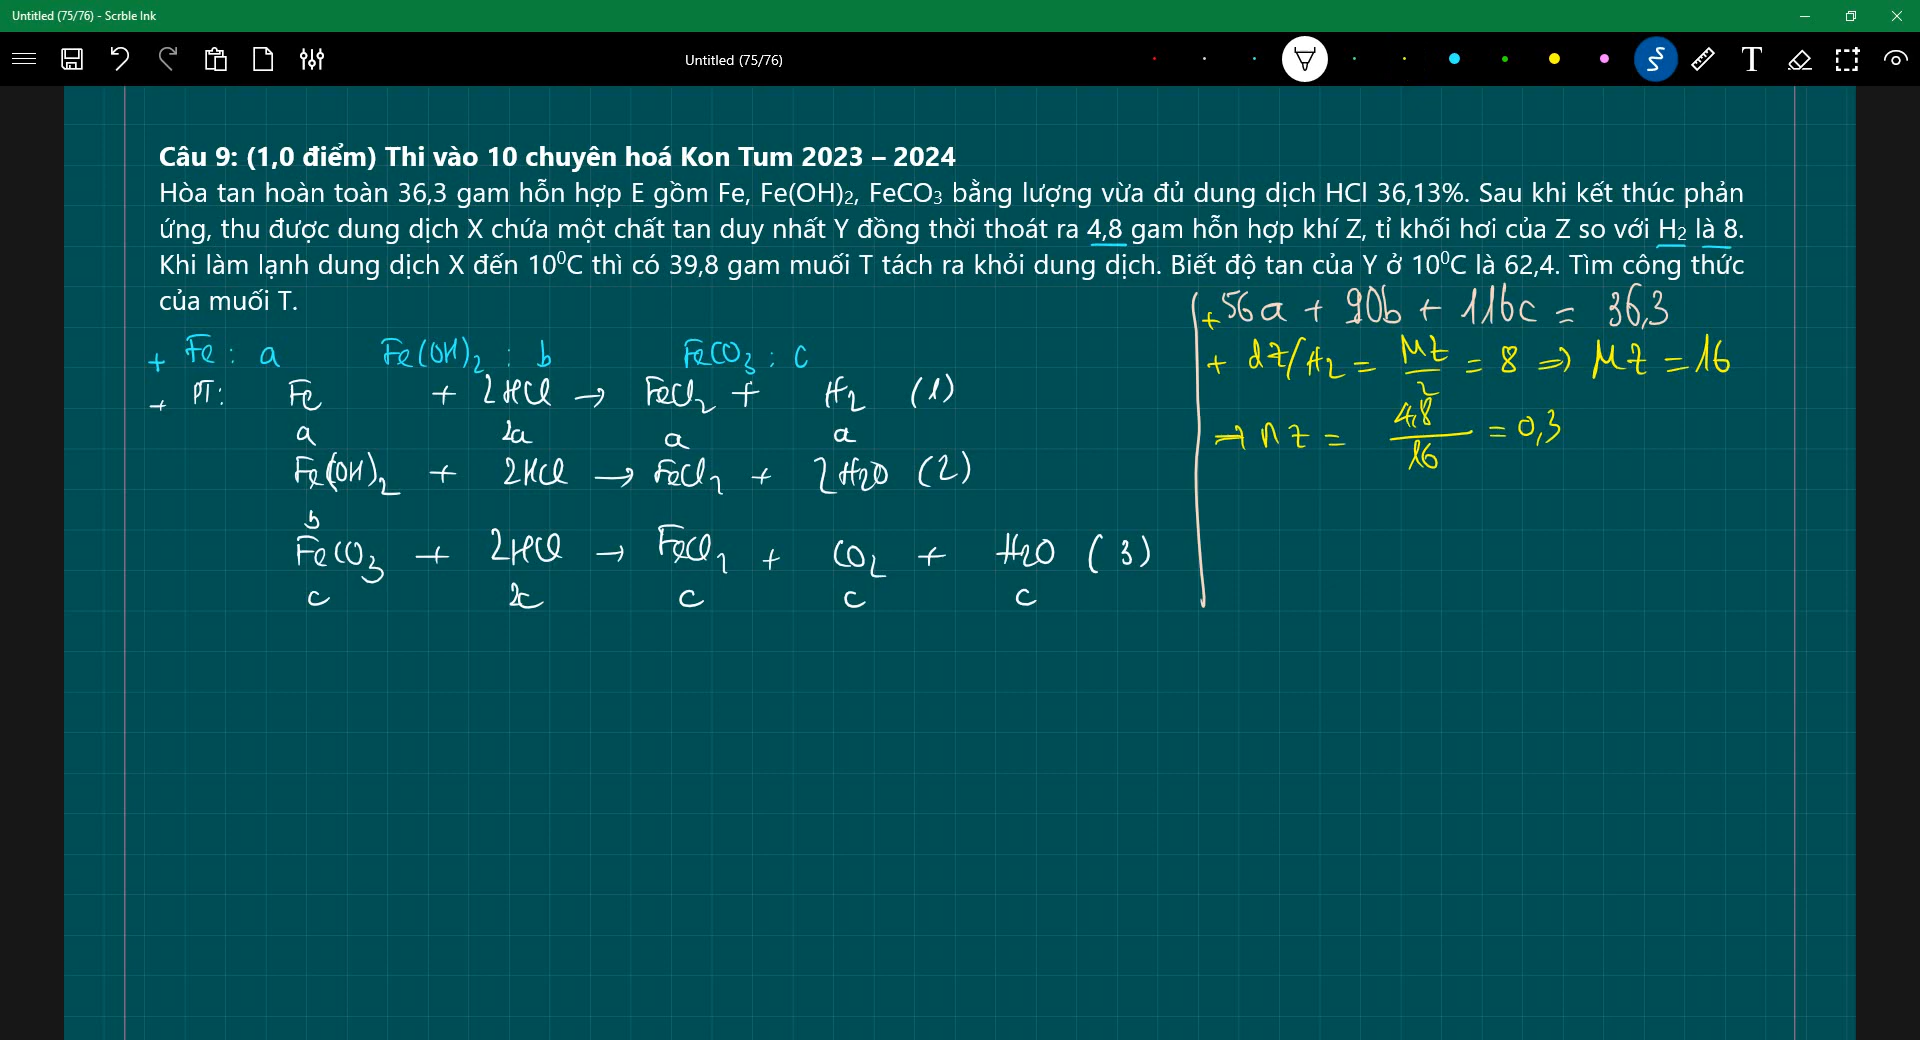 Untitled (75/76) - Scrble Ink
Untitled (75/76)
T
Câu 9: (1,0 điểm) Thi vào 10 chuyên hoá Kon Tum 2023 – 2024
Hòa tan hoàn toàn 36,3 gam hỗn hợp E gồm Fe, Fe(OH)₂, FeCO₃ bằng lượng vừa đủ dung dịch HCl 36,13%. Sau khi kết thúc phản
ứng, thu được dung dịch X chứa một chất tan duy nhất Y đồng thời thoát ra 4,8 gam hỗn hợp khí Z, tỉ khối hơi của Z so với H₂ là 8.
Khi làm lạnh dung dịch X đến 10⁰C thì có 39,8 gam muối T tách ra khỏi dung dịch. Biết độ tan của Y ở 10⁰C là 62,4. Tìm công thức
của muối T.
+ Fe : a Fe(OH)₂ : b FeCO₃ : c
+ PT: Fe + 2HCl → FeCl₂ + H₂ (1)
a 2a a a
Fe(OH)₂ + 2HCl → FeCl₂ + 2H₂O (2)
b
FeCO₃ + 2HCl → FeCl₂ + CO₂ + H₂O (3)
c 2c c c c
+ 56a + 90b + 116c = 36,3
+ dZ/H₂ = MZ/2 = 8 ⇒ MZ = 16
→ nZ = 4,8/16 = 0,3